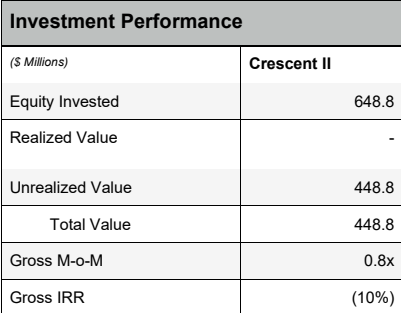 Investment Performance
($ Millions) Crescent II
Equity Invested 648.8
Realized Value -
Unrealized Value 448.8
Total Value 448.8
Gross M-o-M 0.8x
Gross IRR (10%)